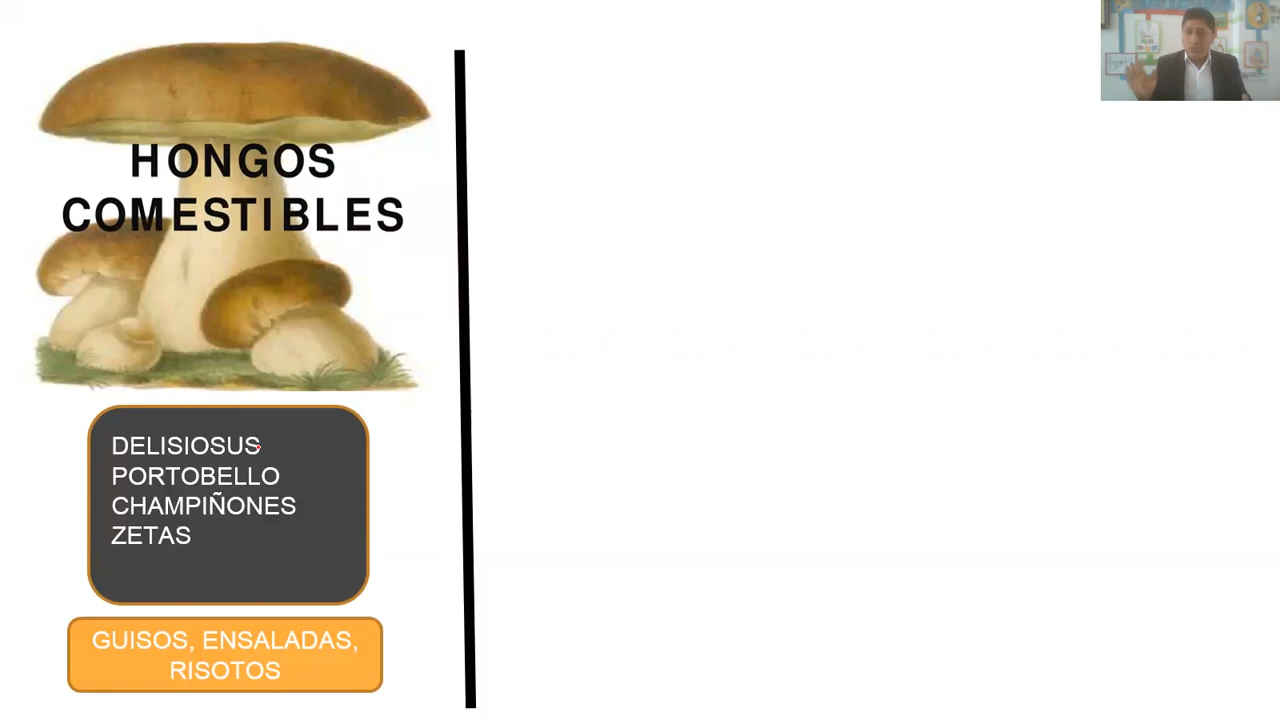 HONGOS
COMESTIBLES
DELISIOSUS
PORTOBELLO
CHAMPIÑONES
ZETAS
GUISOS, ENSALADAS,
RISOTOS